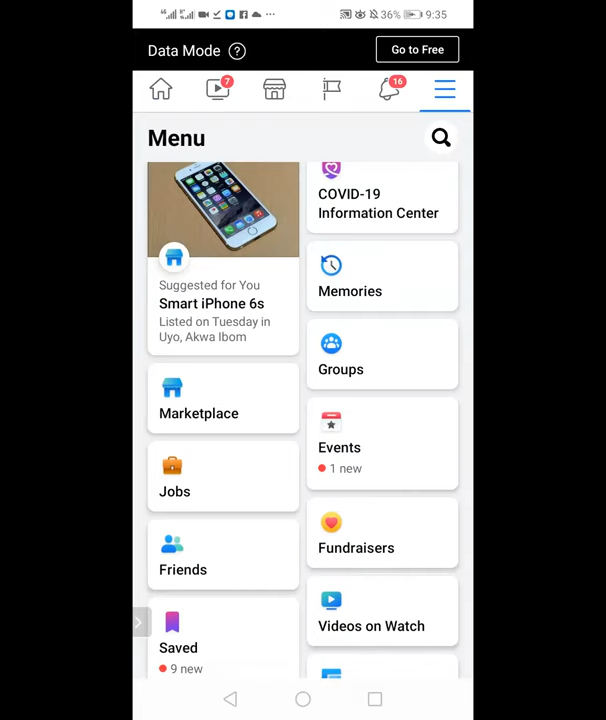 36%
9:35
Data Mode ?
Go to Free
7
16
Menu
Suggested for You
Smart iPhone 6s
Listed on Tuesday in
Uyo, Akwa Ibom
Marketplace
Jobs
Friends
Saved
9 new
COVID-19
Information Center
Memories
Groups
Events
1 new
Fundraisers
Videos on Watch